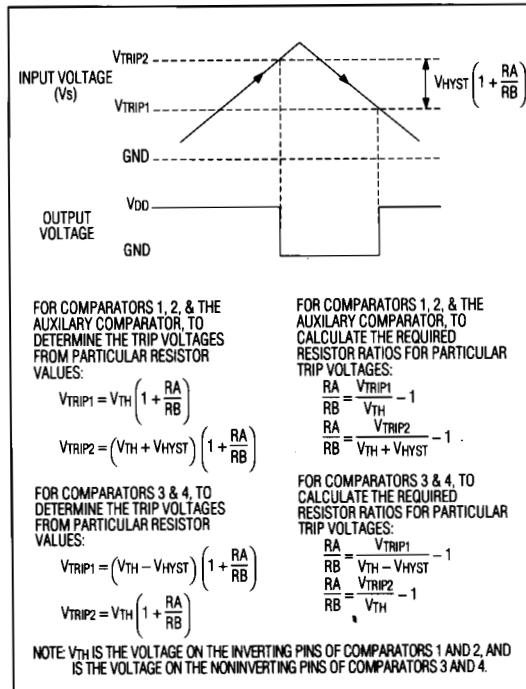 VTRIP2
INPUT VOLTAGE
(Vs)
VHYST(1+RA/RB)
VTRIP1
GND
VDD
OUTPUT
VOLTAGE
GND
FOR COMPARATORS 1, 2, & THE
AUXILARY COMPARATOR, TO
DETERMINE THE TRIP VOLTAGES
FROM PARTICULAR RESISTOR
VALUES:
VTRIP1 = VTH(1+RA/RB)
VTRIP2 = (VTH + VHYST)(1+RA/RB)
FOR COMPARATORS 3 & 4, TO
DETERMINE THE TRIP VOLTAGES
FROM PARTICULAR RESISTOR
VALUES:
VTRIP1 = (VTH – VHYST)(1+RA/RB)
VTRIP2 = VTH(1+RA/RB)
FOR COMPARATORS 1, 2, & THE
AUXILARY COMPARATOR, TO
CALCULATE THE REQUIRED
RESISTOR RATIOS FOR PARTICULAR
TRIP VOLTAGES:
RA/RB = VTRIP1/VTH – 1
RA/RB = VTRIP2/(VTH + VHYST) – 1
FOR COMPARATORS 3 & 4, TO
CALCULATE THE REQUIRED
RESISTOR RATIOS FOR PARTICULAR
TRIP VOLTAGES:
RA/RB = VTRIP1/(VTH – VHYST) – 1
RA/RB = VTRIP2/VTH – 1
NOTE: VTH IS THE VOLTAGE ON THE INVERTING PINS OF COMPARATORS 1 AND 2, AND
IS THE VOLTAGE ON THE NONINVERTING PINS OF COMPARATORS 3 AND 4.